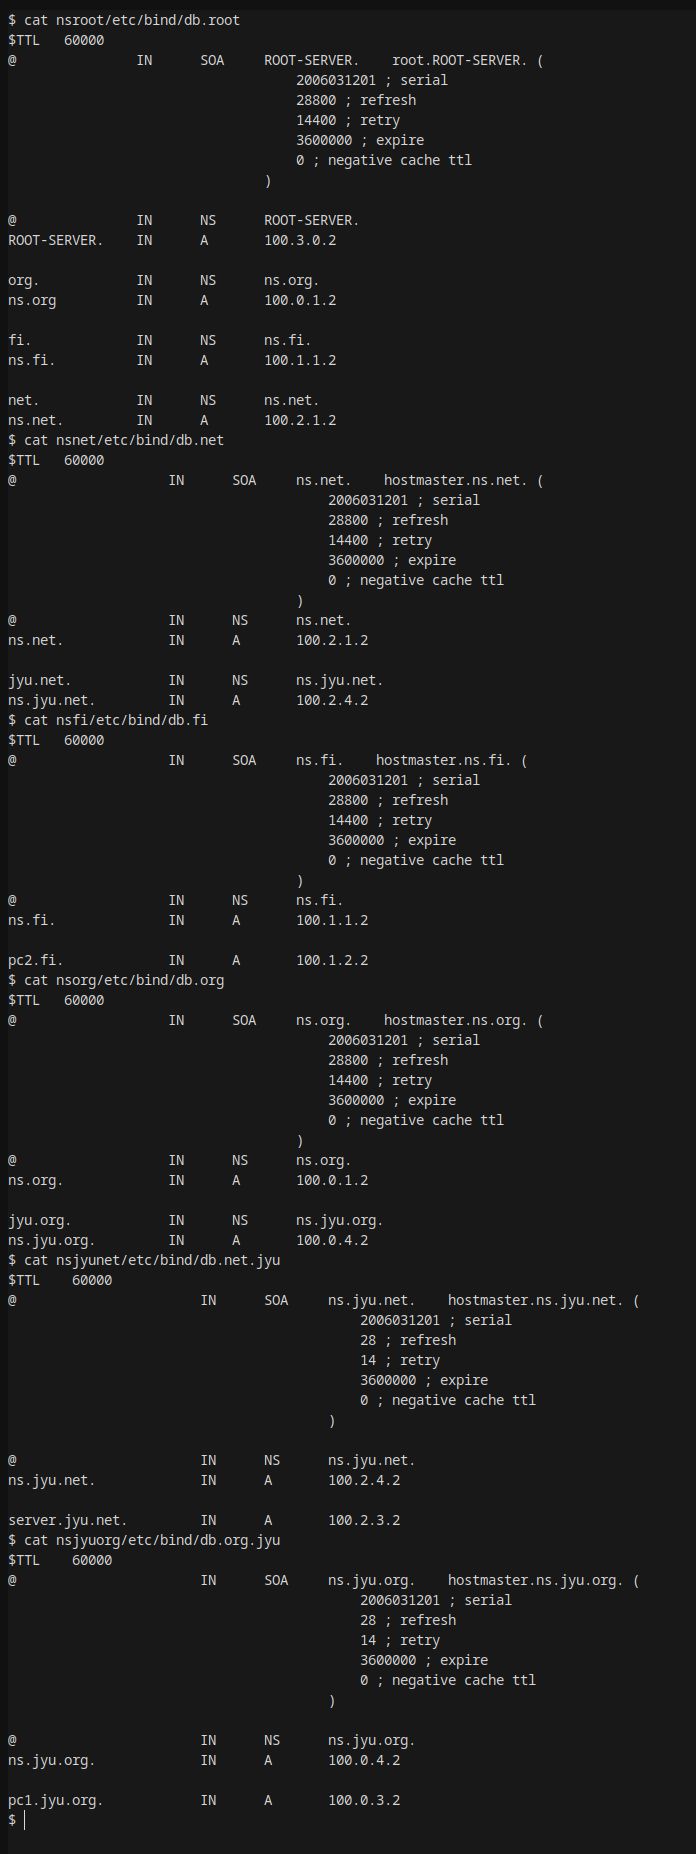 $ cat nsroot/etc/bind/db.root
$TTL   60000
@               IN      SOA     ROOT-SERVER.    root.ROOT-SERVER. (
                                    2006031201 ; serial
                                    28800 ; refresh
                                    14400 ; retry
                                    3600000 ; expire
                                    0 ; negative cache ttl
                                )

@               IN      NS      ROOT-SERVER.
ROOT-SERVER.    IN      A       100.3.0.2

org.            IN      NS      ns.org.
ns.org          IN      A       100.0.1.2

fi.             IN      NS      ns.fi.
ns.fi.          IN      A       100.1.1.2

net.            IN      NS      ns.net.
ns.net.         IN      A       100.2.1.2
$ cat nsnet/etc/bind/db.net
$TTL   60000
@                   IN      SOA     ns.net.    hostmaster.ns.net. (
                                        2006031201 ; serial
                                        28800 ; refresh
                                        14400 ; retry
                                        3600000 ; expire
                                        0 ; negative cache ttl
                                    )
@                   IN      NS      ns.net.
ns.net.             IN      A       100.2.1.2

jyu.net.            IN      NS      ns.jyu.net.
ns.jyu.net.         IN      A       100.2.4.2
$ cat nsfi/etc/bind/db.fi
$TTL   60000
@                   IN      SOA     ns.fi.    hostmaster.ns.fi. (
                                        2006031201 ; serial
                                        28800 ; refresh
                                        14400 ; retry
                                        3600000 ; expire
                                        0 ; negative cache ttl
                                    )
@                   IN      NS      ns.fi.
ns.fi.              IN      A       100.1.1.2

pc2.fi.             IN      A       100.1.2.2
$ cat nsorg/etc/bind/db.org
$TTL   60000
@                   IN      SOA     ns.org.    hostmaster.ns.org. (
                                        2006031201 ; serial
                                        28800 ; refresh
                                        14400 ; retry
                                        3600000 ; expire
                                        0 ; negative cache ttl
                                    )
@                   IN      NS      ns.org.
ns.org.             IN      A       100.0.1.2

jyu.org.            IN      NS      ns.jyu.org.
ns.jyu.org.         IN      A       100.0.4.2
$ cat nsjyunet/etc/bind/db.net.jyu
$TTL    60000
@                       IN      SOA     ns.jyu.net.    hostmaster.ns.jyu.net. (
                                            2006031201 ; serial
                                            28 ; refresh
                                            14 ; retry
                                            3600000 ; expire
                                            0 ; negative cache ttl
                                        )

@                       IN      NS      ns.jyu.net.
ns.jyu.net.             IN      A       100.2.4.2

server.jyu.net.         IN      A       100.2.3.2
$ cat nsjyuorg/etc/bind/db.org.jyu
$TTL    60000
@                       IN      SOA     ns.jyu.org.    hostmaster.ns.jyu.org. (
                                            2006031201 ; serial
                                            28 ; refresh
                                            14 ; retry
                                            3600000 ; expire
                                            0 ; negative cache ttl
                                        )

@                       IN      NS      ns.jyu.org.
ns.jyu.org.             IN      A       100.0.4.2

pc1.jyu.org.            IN      A       100.0.3.2
$